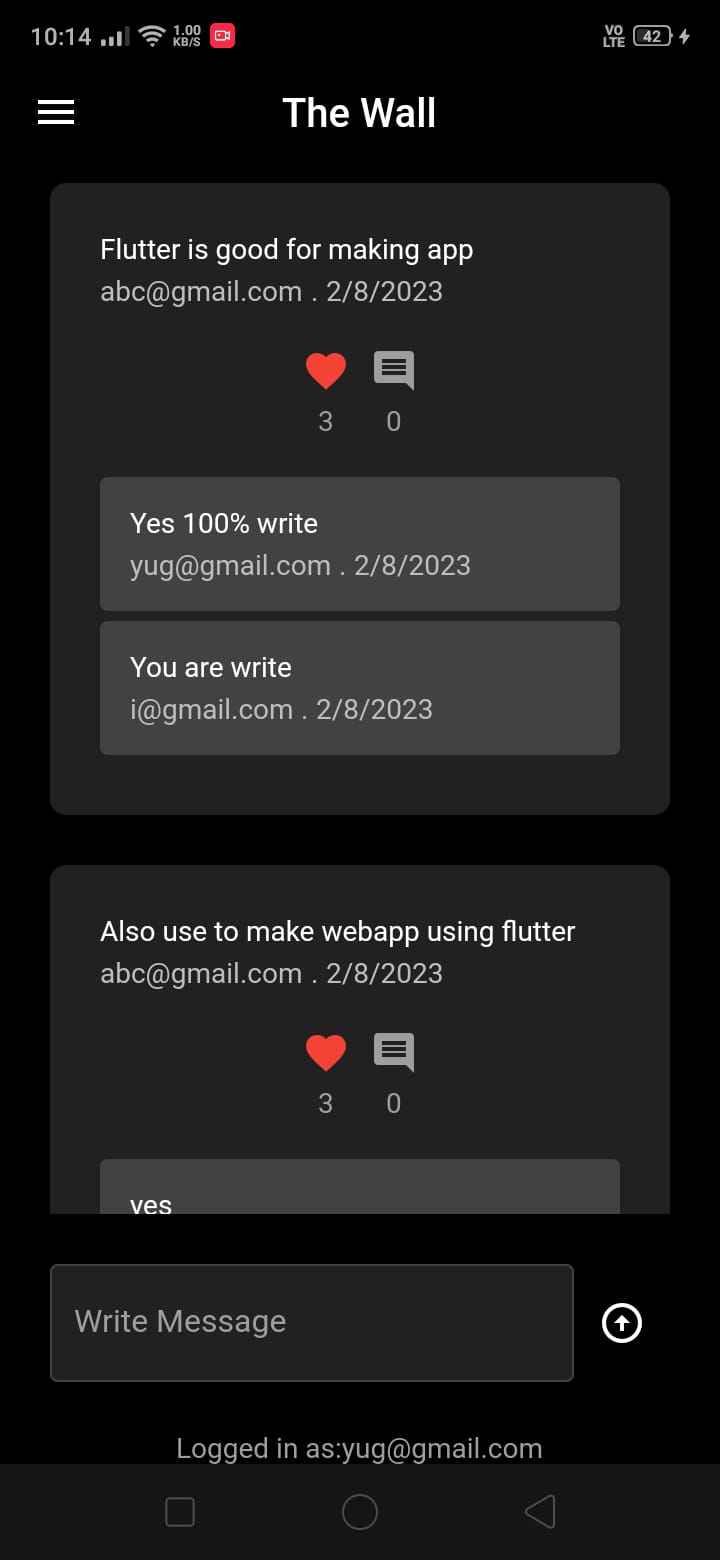 10:14 1.00 KB/S VO LTE 42
The Wall
Flutter is good for making app
abc@gmail.com . 2/8/2023
3 0
Yes 100% write
yug@gmail.com . 2/8/2023
You are write
i@gmail.com . 2/8/2023
Also use to make webapp using flutter
abc@gmail.com . 2/8/2023
3 0
yes
Write Message
Logged in as:yug@gmail.com